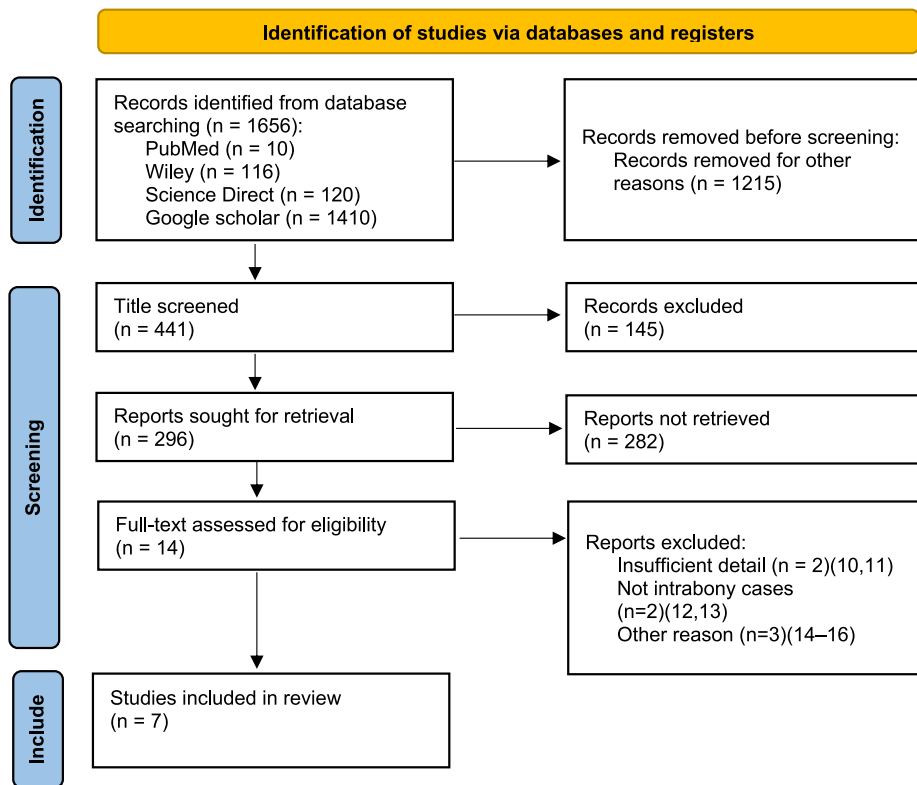 Identification of studies via databases and registers
Identification
Records identified from database
searching (n = 1656):
PubMed (n = 10)
Wiley (n = 116)
Science Direct (n = 120)
Google scholar (n = 1410)
Records removed before screening:
Records removed for other
reasons (n = 1215)
Screening
Title screened
(n = 441)
Records excluded
(n = 145)
Reports sought for retrieval
(n = 296)
Reports not retrieved
(n = 282)
Full-text assessed for eligibility
(n = 14)
Reports excluded:
Insufficient detail (n = 2)(10,11)
Not intrabony cases
(n=2)(12,13)
Other reason (n=3)(14–16)
Include
Studies included in review
(n = 7)